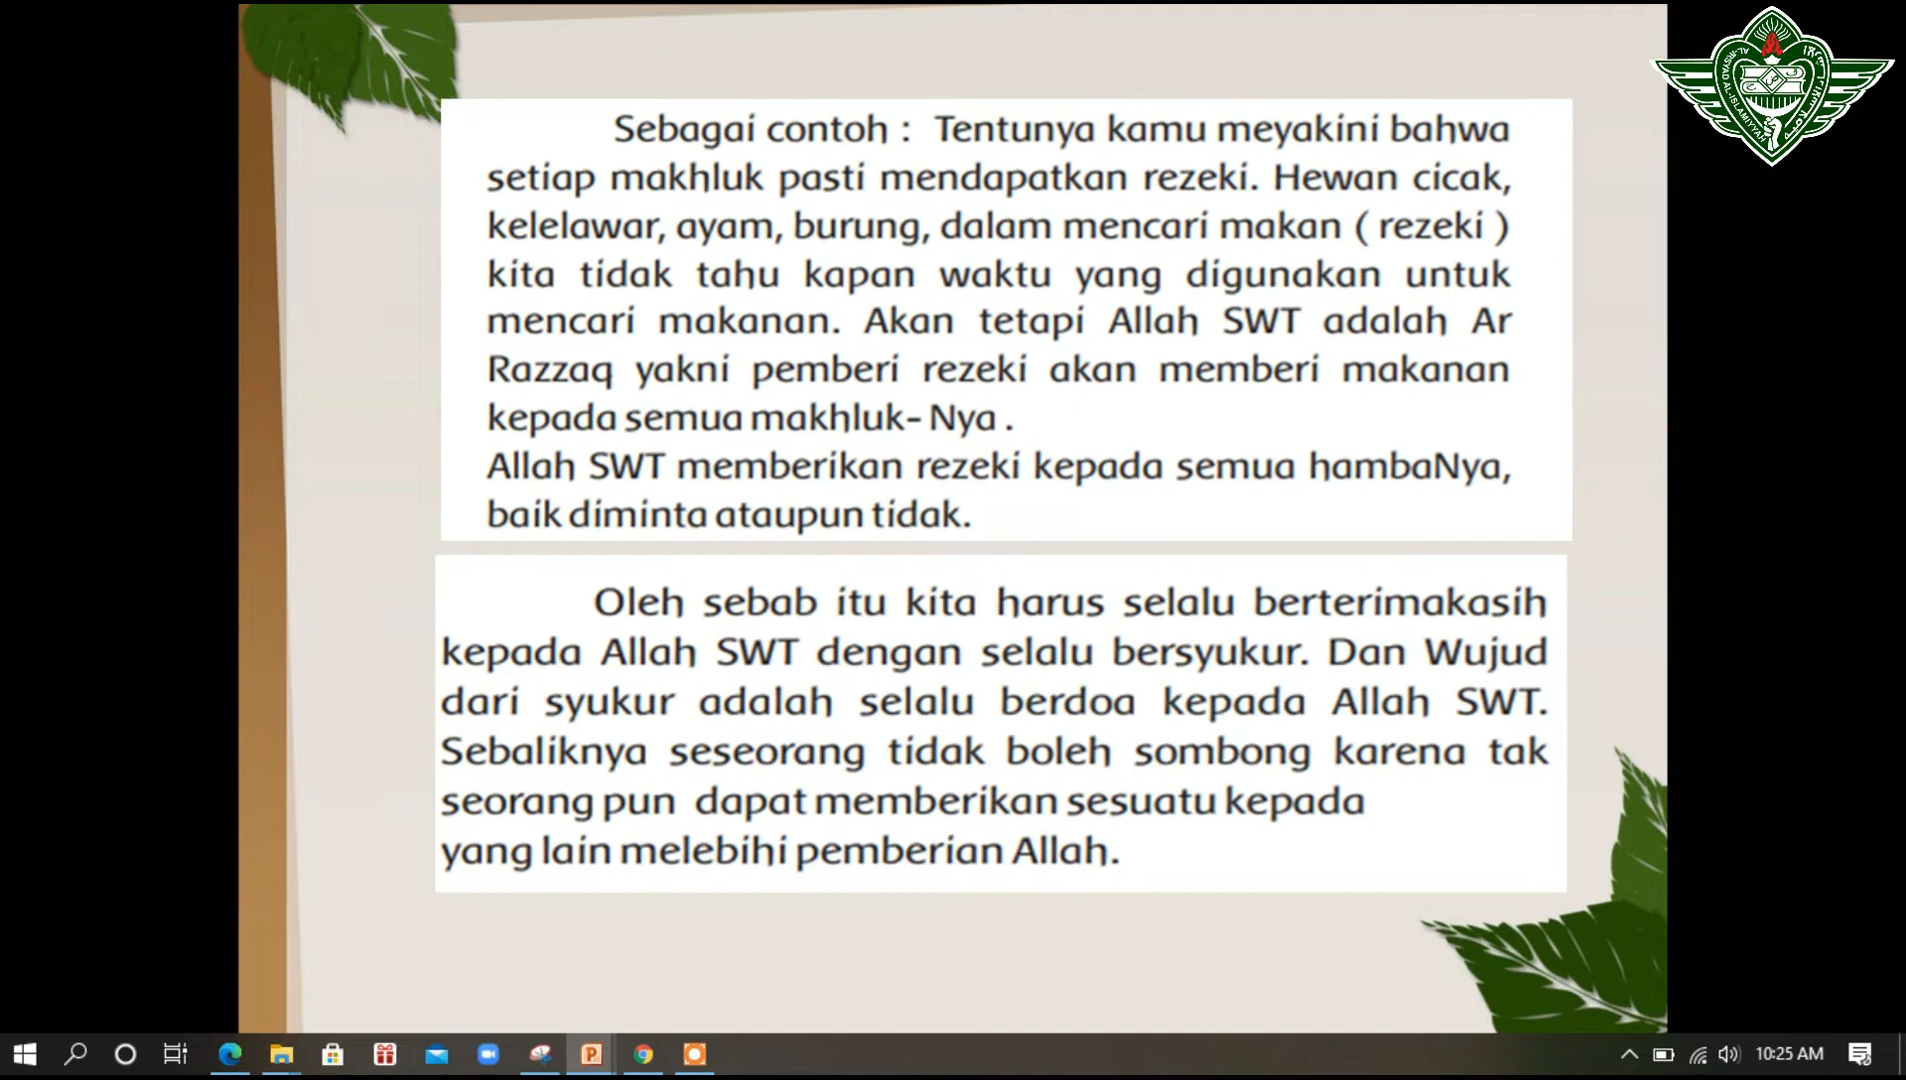 Sebagai contoh : Tentunya kamu meyakini bahwa
setiap makhluk pasti mendapatkan rezeki. Hewan cicak,
kelelawar, ayam, burung, dalam mencari makan ( rezeki )
kita tidak tahu kapan waktu yang digunakan untuk
mencari makanan. Akan tetapi Allah SWT adalah Ar
Razzaq yakni pemberi rezeki akan memberi makanan
kepada semua makhluk- Nya .
Allah SWT memberikan rezeki kepada semua hambaNya,
baik diminta ataupun tidak.
Oleh sebab itu kita harus selalu berterimakasih
kepada Allah SWT dengan selalu bersyukur. Dan Wujud
dari syukur adalah selalu berdoa kepada Allah SWT.
Sebaliknya seseorang tidak boleh sombong karena tak
seorang pun dapat memberikan sesuatu kepada
yang lain melebihi pemberian Allah.
AL-IRSYAD AL-ISLAMIYYAH
10:25 AM